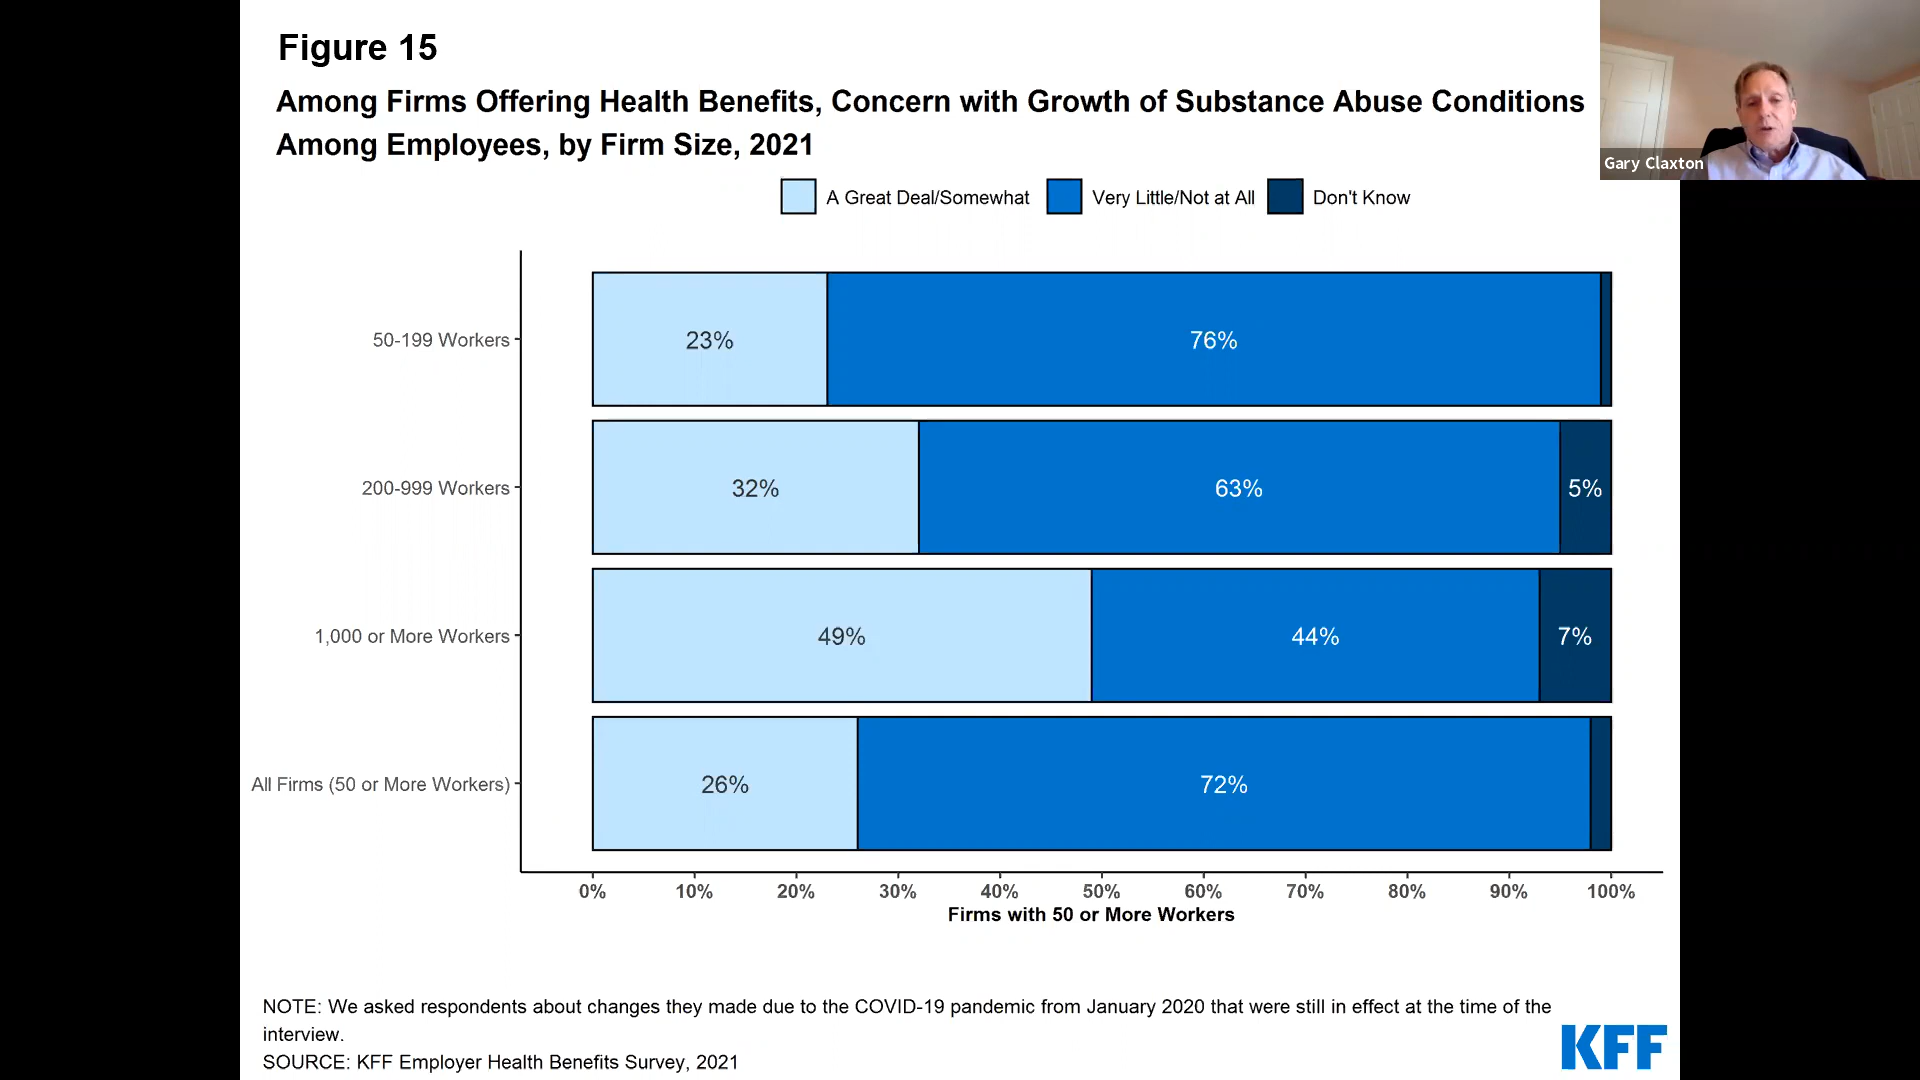 Figure 15
Among Firms Offering Health Benefits, Concern with Growth of Substance Abuse Conditions
Among Employees, by Firm Size, 2021
Gary Claxton
A Great Deal/Somewhat Very Little/Not at All Don't Know
50-199 Workers 23% 76%
200-999 Workers 32% 63% 5%
1,000 or More Workers 49% 44% 7%
All Firms (50 or More Workers) 26% 72%
0% 10% 20% 30% 40% 50% 60% 70% 80% 90% 100%
Firms with 50 or More Workers
NOTE: We asked respondents about changes they made due to the COVID-19 pandemic from January 2020 that were still in effect at the time of the
interview.
SOURCE: KFF Employer Health Benefits Survey, 2021
KFF